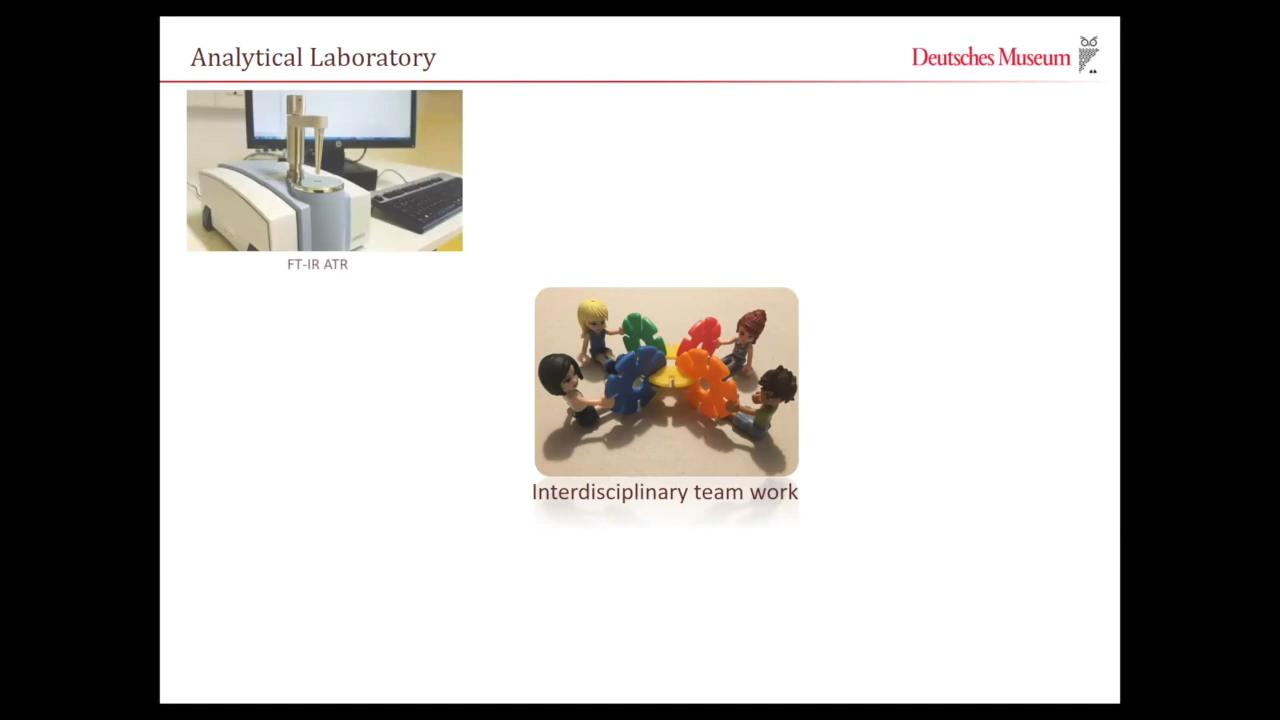 Analytical Laboratory
Deutsches Museum
FT-IR ATR
Interdisciplinary team work